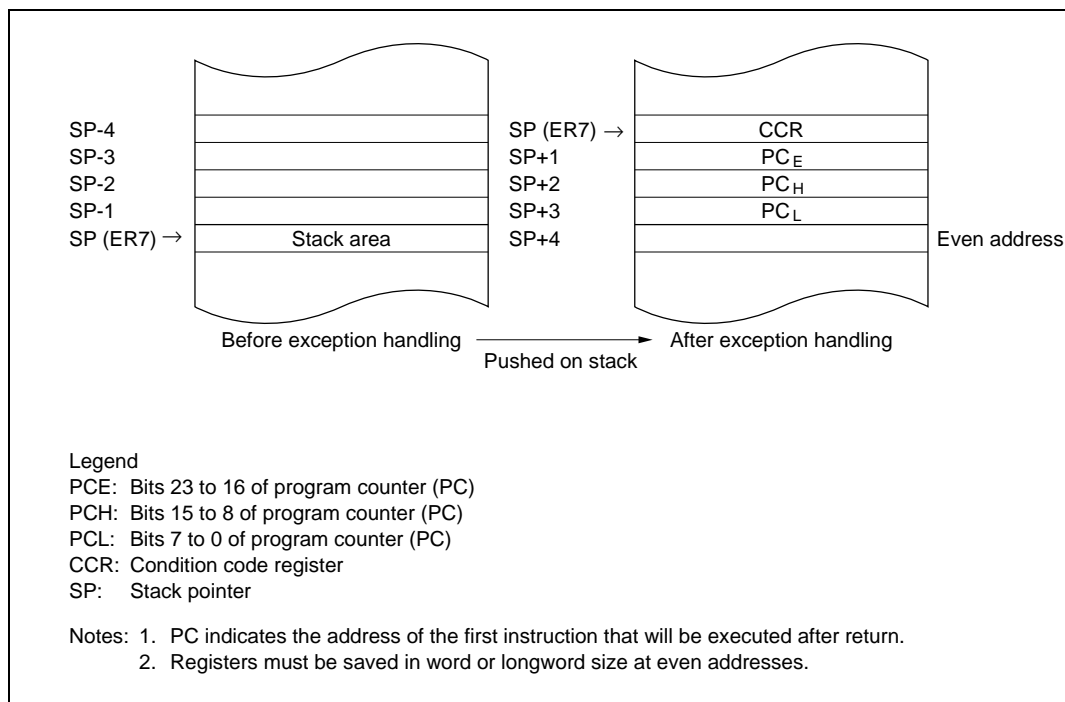 SP-4
SP-3
SP-2
SP-1
SP (ER7) →
Stack area
Before exception handling
SP (ER7) →
SP+1
SP+2
SP+3
SP+4
CCR
PC E
PC H
PC L
Even address
After exception handling
Pushed on stack
Legend
PCE: Bits 23 to 16 of program counter (PC)
PCH: Bits 15 to 8 of program counter (PC)
PCL: Bits 7 to 0 of program counter (PC)
CCR: Condition code register
SP: Stack pointer
Notes: 1. PC indicates the address of the first instruction that will be executed after return.
2. Registers must be saved in word or longword size at even addresses.